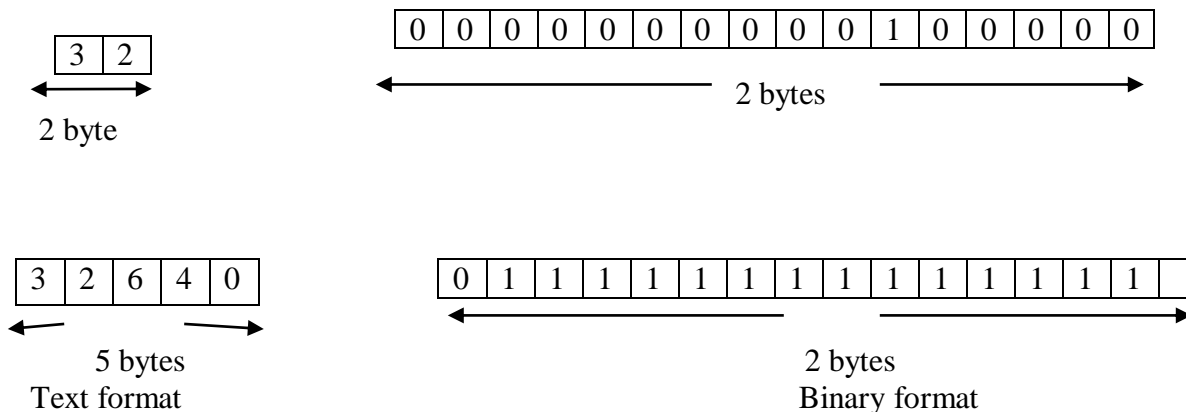 3 2
0 0 0 0 0 0 0 0 0 0 1 0 0 0 0 0
2 byte
2 bytes
3 2 6 4 0
0 1 1 1 1 1 1 1 1 1 1 1 1 1 1
5 bytes
2 bytes
Text format
Binary format